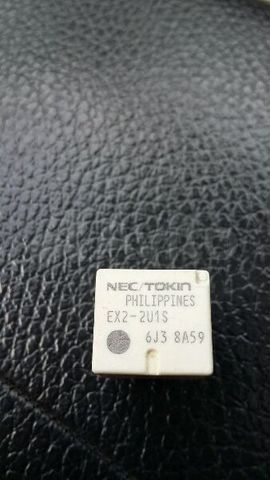 NEC/TOKIN
PHILIPPINES
EX2-2U1S
6J3 8A59